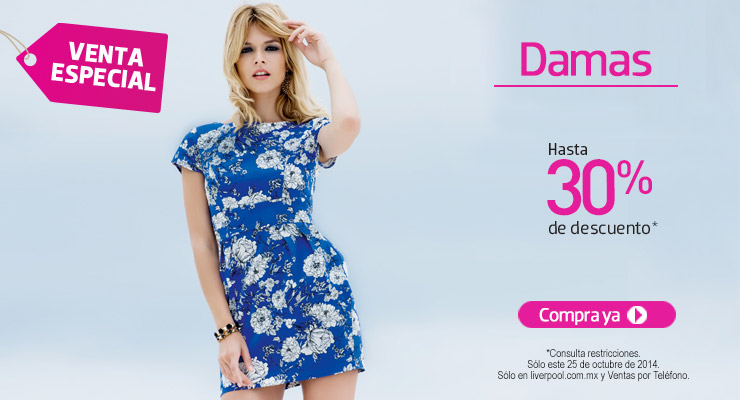 VENTA
ESPECIAL
Damas
Hasta
30%
de descuento*
Compra ya
*Consulta restricciones.
Sólo este 25 de octubre de 2014.
Sólo en liverpool.com.mx y Ventas por Teléfono.